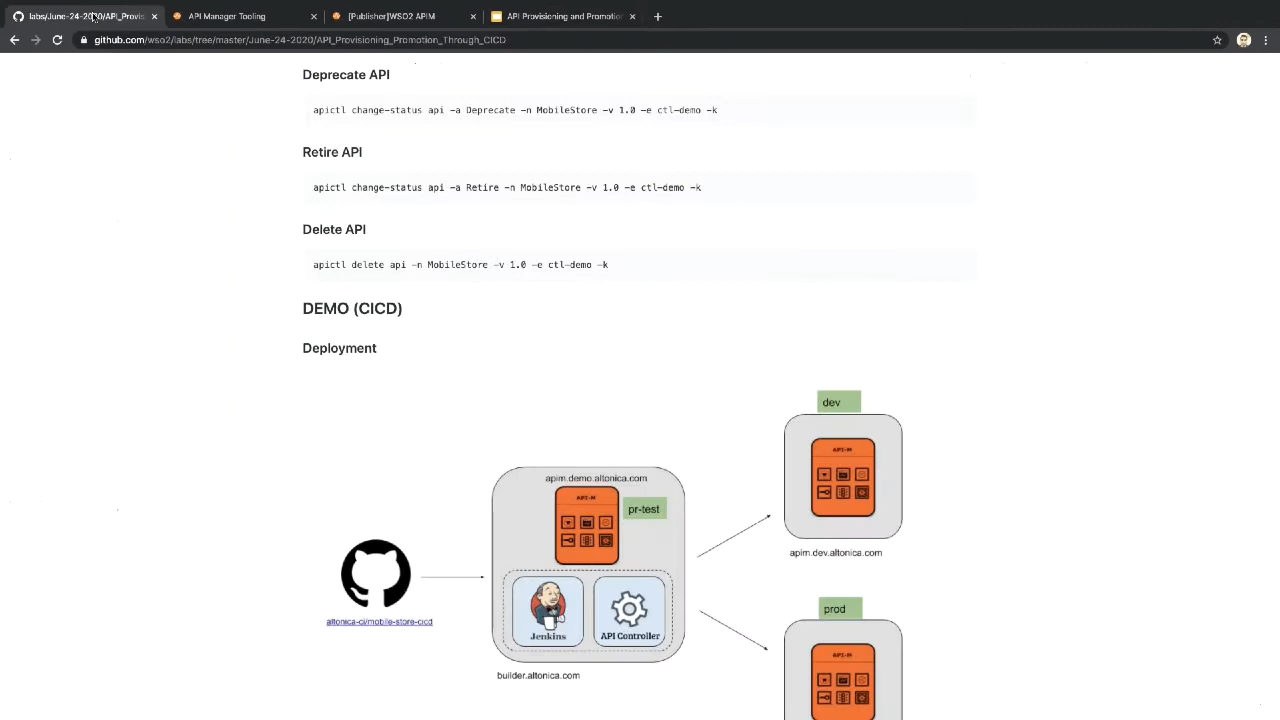 labs/June-24-2020/API_Provis
API Manager Tooling
[Publisher]WSO2 APIM
API Provisioning and Promotion
github.com/wso2/labs/tree/master/June-24-2020/API_Provisioning_Promotion_Through_CICD
Deprecate API
apictl change-status api -a Deprecate -n MobileStore -v 1.0 -e ctl-demo -k
Retire API
apictl change-status api -a Retire -n MobileStore -v 1.0 -e ctl-demo -k
Delete API
apictl delete api -n MobileStore -v 1.0 -e ctl-demo -k
DEMO (CICD)
Deployment
dev
API-M
apim.dev.altonica.com
apim.demo.altonica.com
API-M
pr-test
altonica-ci/mobile-store-cicd
Jenkins
API Controller
builder.altonica.com
prod
API-M